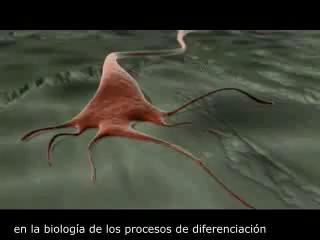 en la biología de los procesos de diferenciación